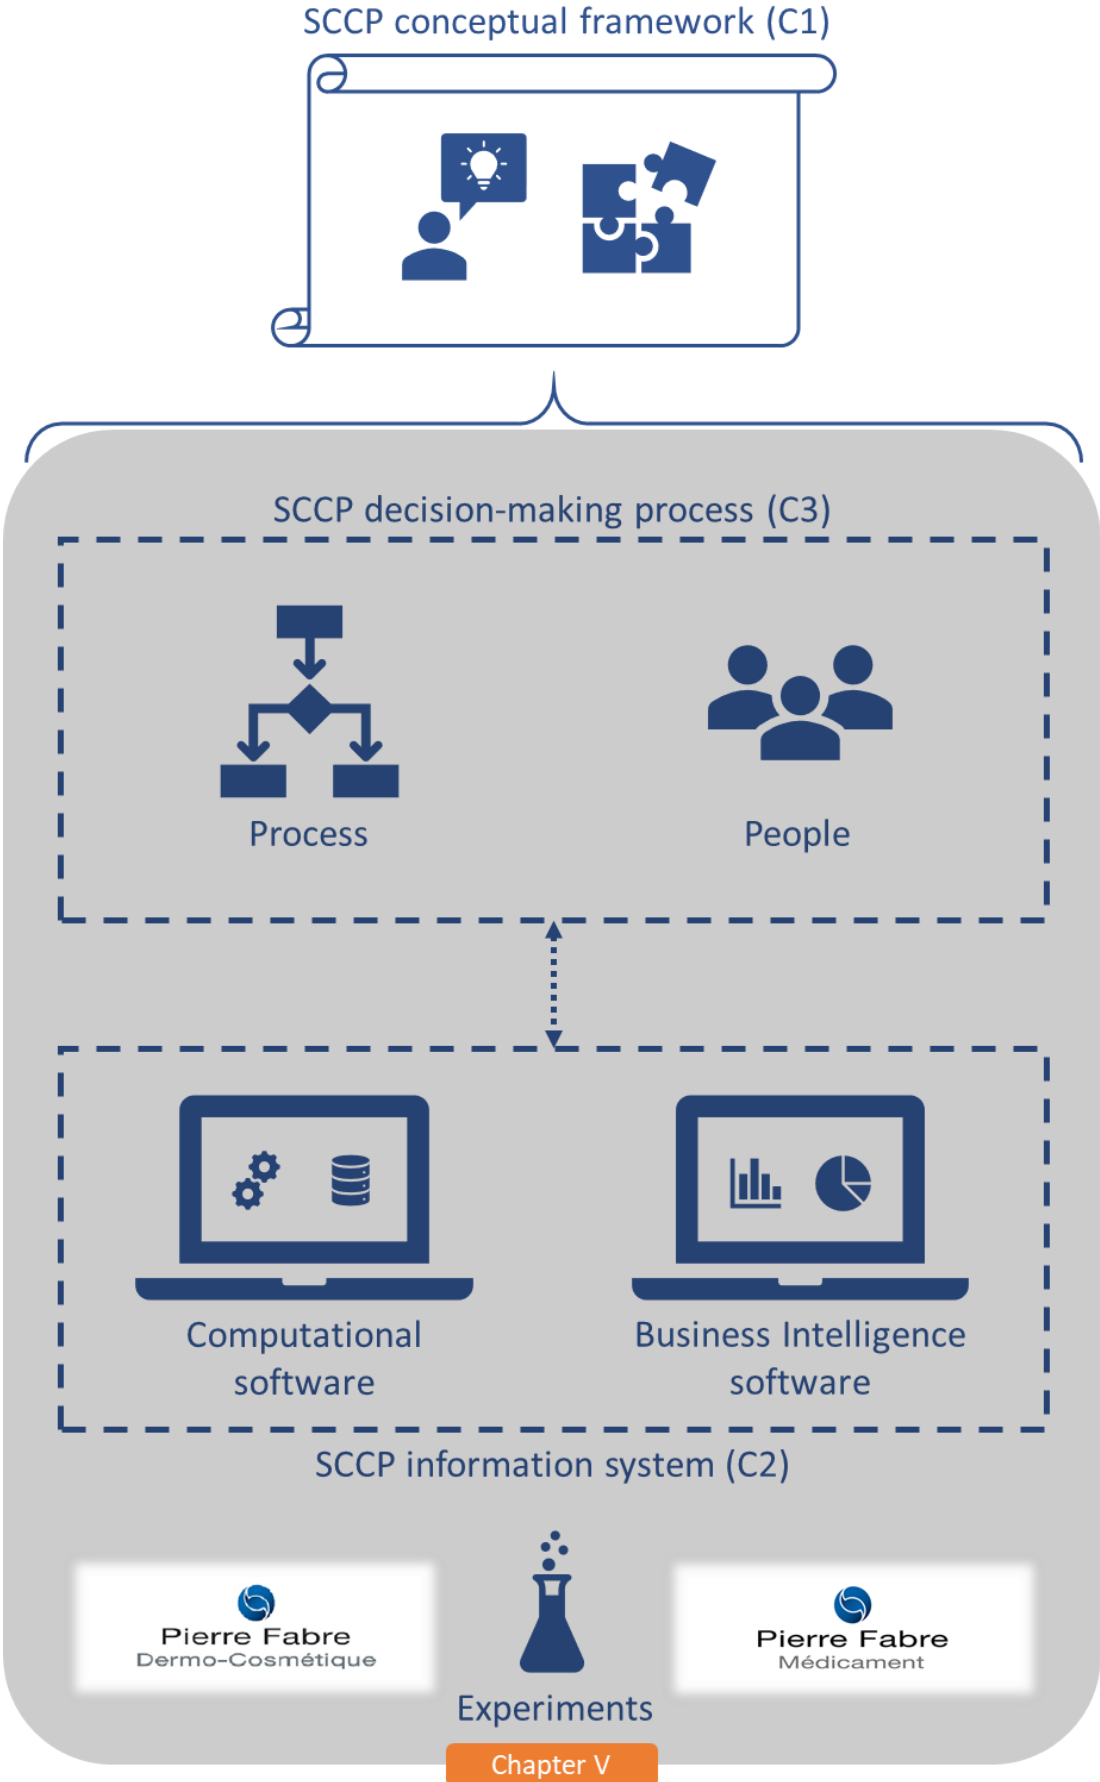 SCCP conceptual framework (C1)
SCCP decision-making process (C3)
Process
People
Computational
software
Business Intelligence
software
SCCP information system (C2)
Pierre Fabre
Dermo-Cosmétique
Pierre Fabre
Médicament
Experiments
Chapter V